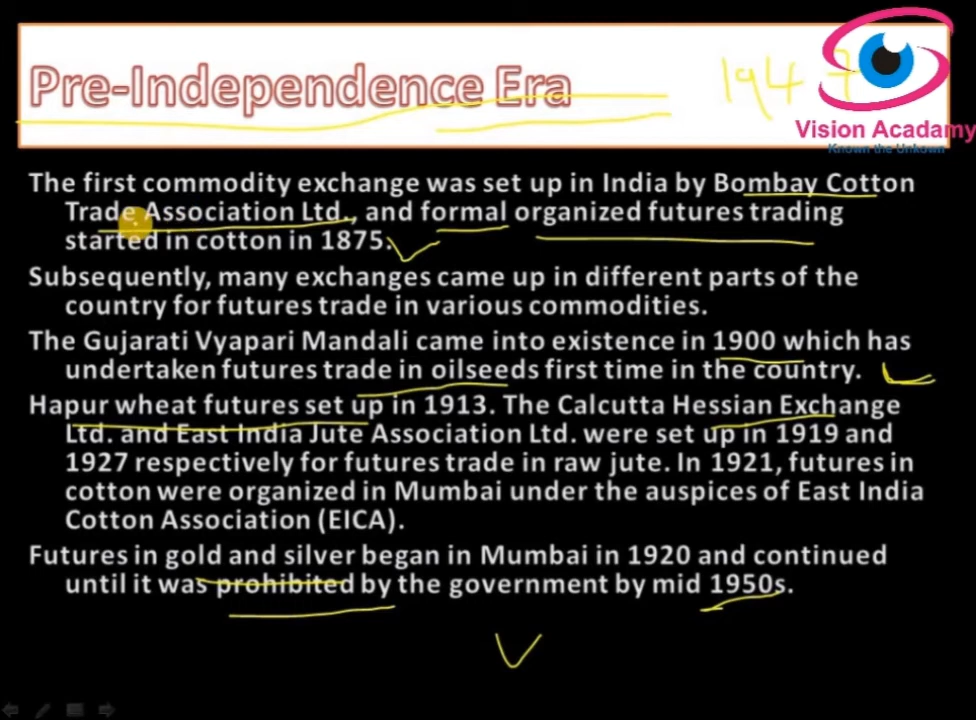 Pre-Independence Era
1947
Vision Acadamy
Known the Unkown
The first commodity exchange was set up in India by Bombay Cotton
Trade Association Ltd., and formal organized futures trading
started in cotton in 1875.
Subsequently, many exchanges came up in different parts of the
country for futures trade in various commodities.
The Gujarati Vyapari Mandali came into existence in 1900 which has
undertaken futures trade in oilseeds first time in the country.
Hapur wheat futures set up in 1913. The Calcutta Hessian Exchange
Ltd. and East India Jute Association Ltd. were set up in 1919 and
1927 respectively for futures trade in raw jute. In 1921, futures in
cotton were organized in Mumbai under the auspices of East India
Cotton Association (EICA).
Futures in gold and silver began in Mumbai in 1920 and continued
until it was prohibited by the government by mid 1950s.